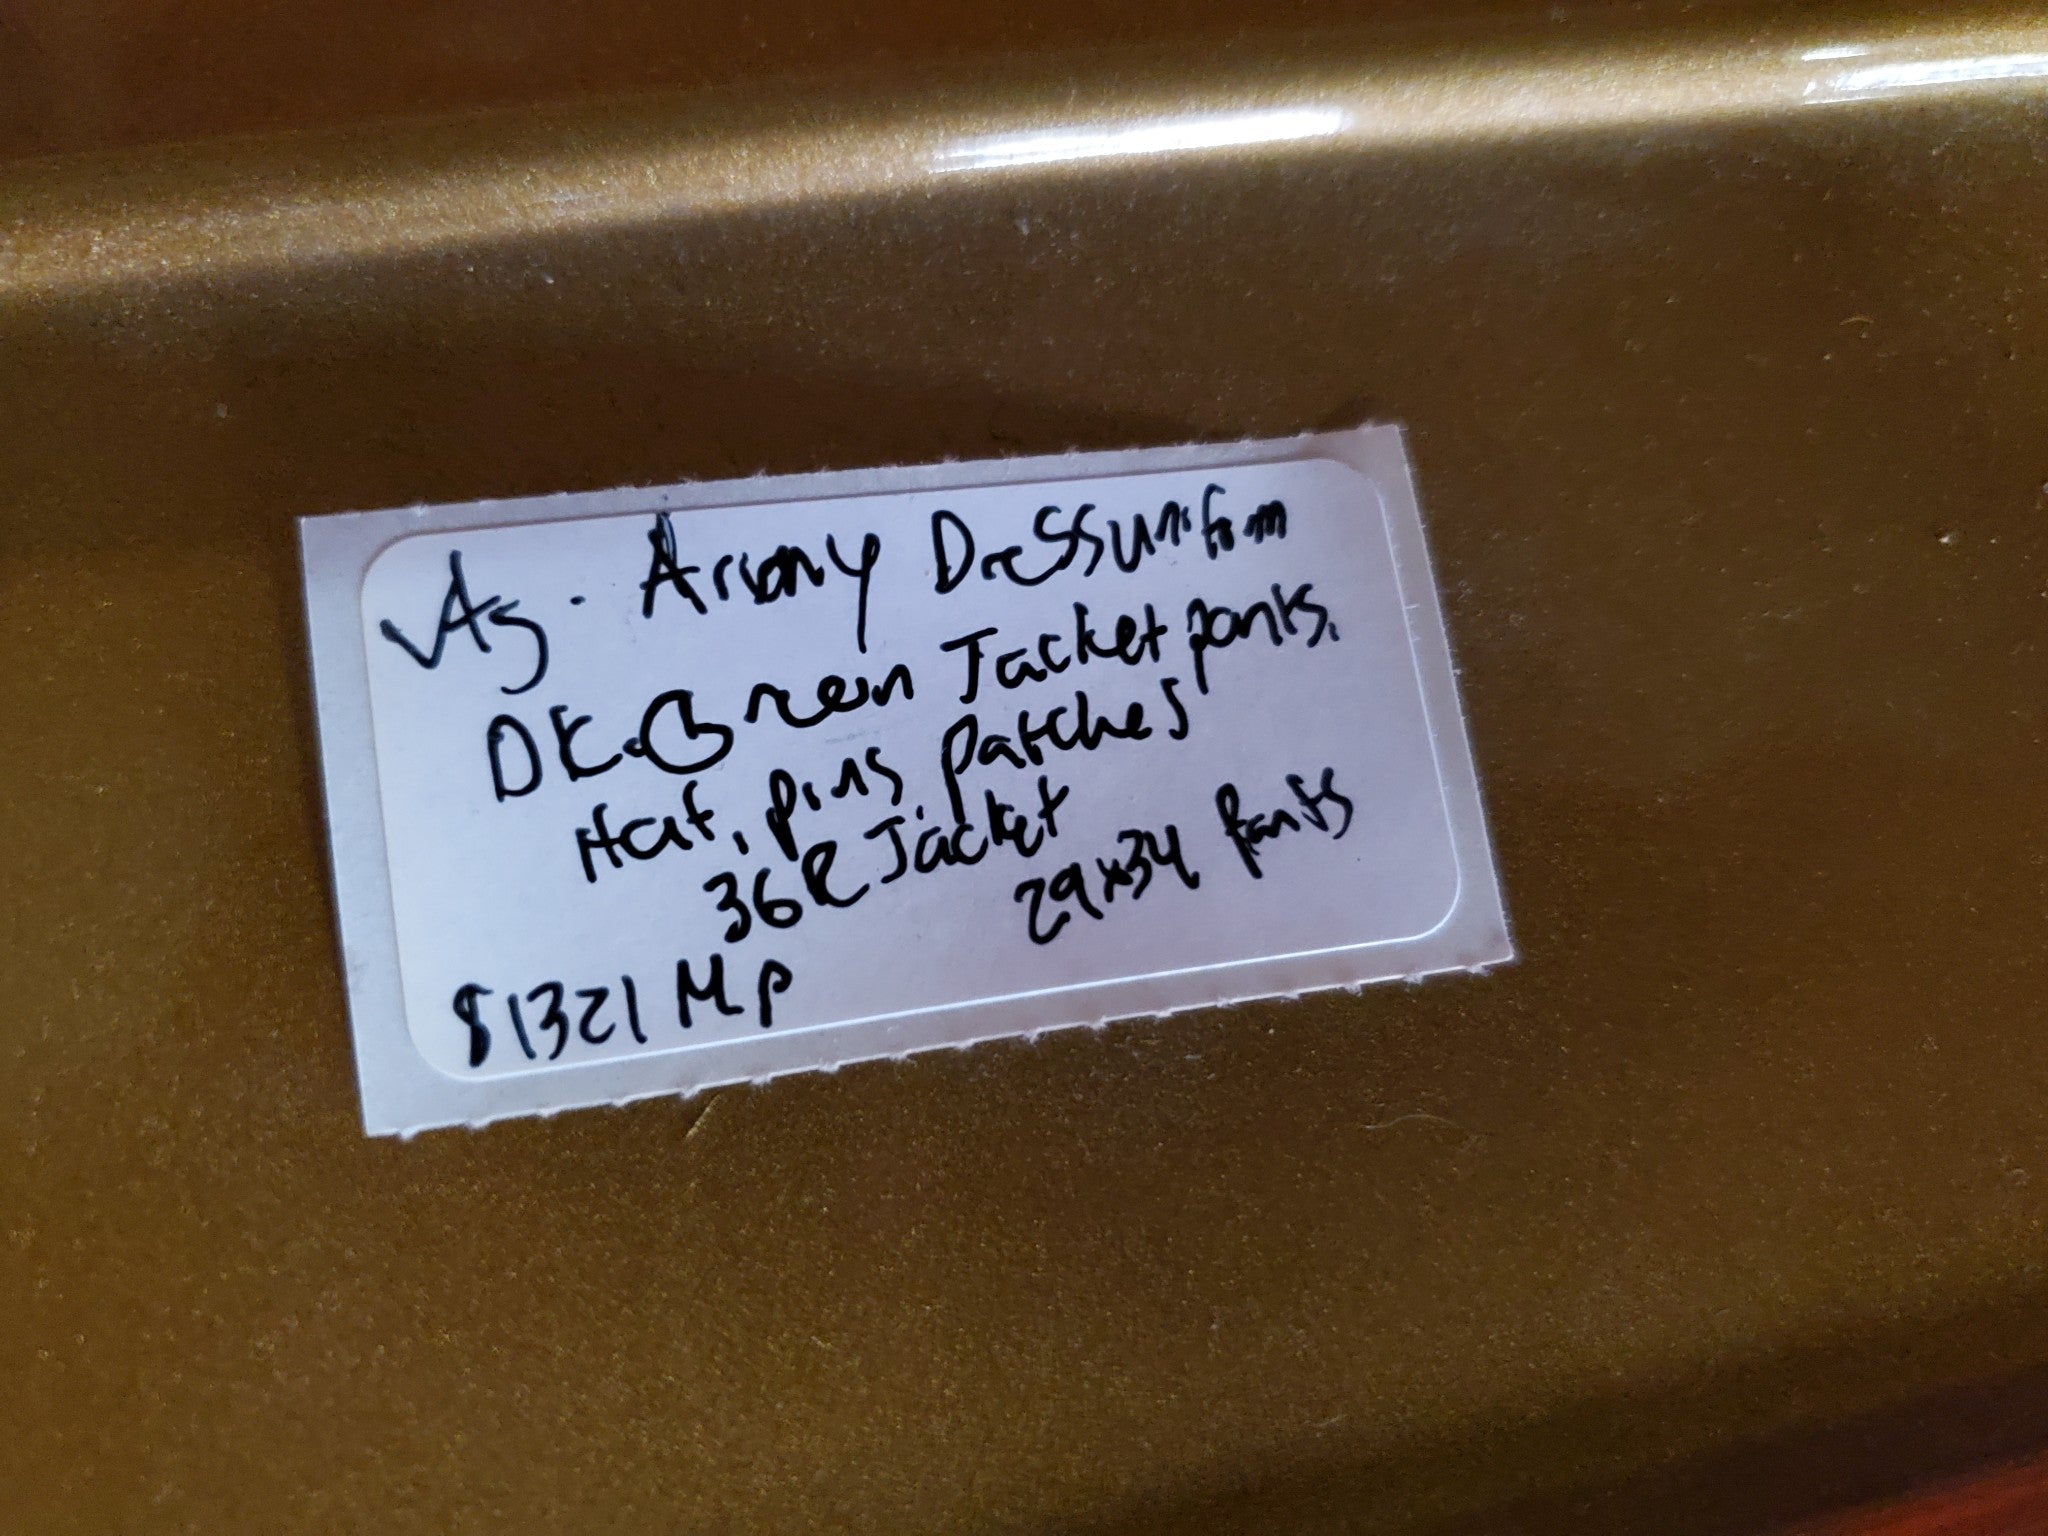 Vtg. Army Dress Uniform
DK. Green Jacket pants,
Hat, pins, patches
36R Jacket
29x34 Pants
81321 MP